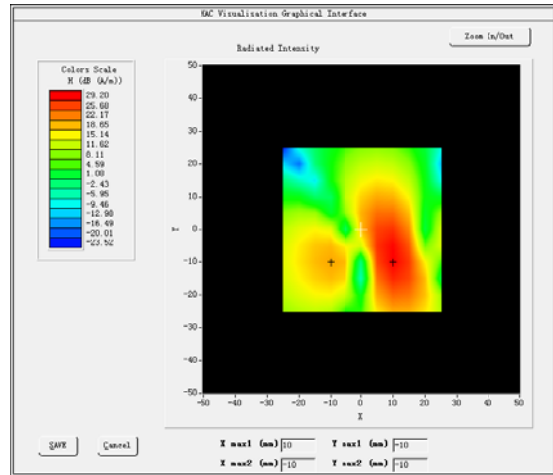 HAC Visualization Graphical Interface
Zoom In/Out
Radiated Intensity
Colors Scale
H (dB (A/m))
29.20
25.68
22.17
18.65
15.14
11.62
8.11
4.59
1.08
-2.43
-5.95
-9.46
-12.98
-16.49
-20.01
-23.52
50
40
30
20
10
0
-10
-20
-30
-40
-50
Y
-50 -40 -30 -20 -10 0 10 20 30 40 50
X
SAVE
Cancel
X max1 (mm) 10 Y max1 (mm) -10
X max2 (mm) -10 Y max2 (mm) -10